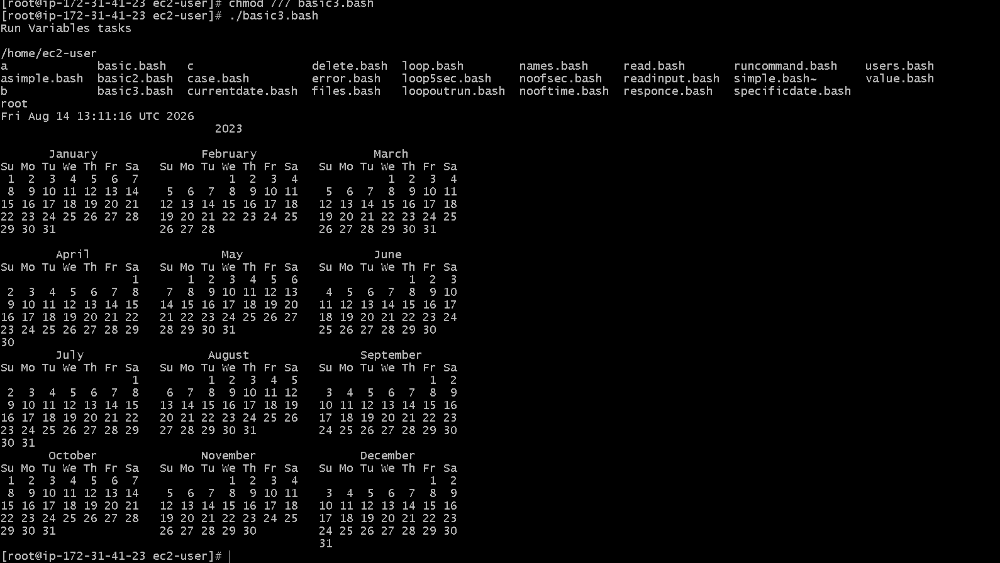 [root@ip-172-31-41-23 ec2-user]# chmod 777 basic3.bash
[root@ip-172-31-41-23 ec2-user]# ./basic3.bash
Run Variables tasks

/home/ec2-user
a             basic.bash   c                 delete.bash  loop.bash        names.bash     read.bash       runcommand.bash    users.bash
asimple.bash  basic2.bash  case.bash         error.bash   loop5sec.bash    noofsec.bash   readinput.bash  simple.bash~       value.bash
b             basic3.bash  currentdate.bash  files.bash   loopoutrun.bash  nooftime.bash  responce.bash   specificdate.bash
root
Fri Aug 14 13:11:16 UTC 2026
                               2023

       January               February                 March
Su Mo Tu We Th Fr Sa   Su Mo Tu We Th Fr Sa   Su Mo Tu We Th Fr Sa
 1  2  3  4  5  6  7             1  2  3  4             1  2  3  4
 8  9 10 11 12 13 14    5  6  7  8  9 10 11    5  6  7  8  9 10 11
15 16 17 18 19 20 21   12 13 14 15 16 17 18   12 13 14 15 16 17 18
22 23 24 25 26 27 28   19 20 21 22 23 24 25   19 20 21 22 23 24 25
29 30 31               26 27 28               26 27 28 29 30 31

        April                   May                   June
Su Mo Tu We Th Fr Sa   Su Mo Tu We Th Fr Sa   Su Mo Tu We Th Fr Sa
                   1       1  2  3  4  5  6                1  2  3
 2  3  4  5  6  7  8    7  8  9 10 11 12 13    4  5  6  7  8  9 10
 9 10 11 12 13 14 15   14 15 16 17 18 19 20   11 12 13 14 15 16 17
16 17 18 19 20 21 22   21 22 23 24 25 26 27   18 19 20 21 22 23 24
23 24 25 26 27 28 29   28 29 30 31            25 26 27 28 29 30
30
        July                  August                September
Su Mo Tu We Th Fr Sa   Su Mo Tu We Th Fr Sa   Su Mo Tu We Th Fr Sa
                   1          1  2  3  4  5                   1  2
 2  3  4  5  6  7  8    6  7  8  9 10 11 12    3  4  5  6  7  8  9
 9 10 11 12 13 14 15   13 14 15 16 17 18 19   10 11 12 13 14 15 16
16 17 18 19 20 21 22   20 21 22 23 24 25 26   17 18 19 20 21 22 23
23 24 25 26 27 28 29   27 28 29 30 31         24 25 26 27 28 29 30
30 31
       October               November               December
Su Mo Tu We Th Fr Sa   Su Mo Tu We Th Fr Sa   Su Mo Tu We Th Fr Sa
 1  2  3  4  5  6  7             1  2  3  4                   1  2
 8  9 10 11 12 13 14    5  6  7  8  9 10 11    3  4  5  6  7  8  9
15 16 17 18 19 20 21   12 13 14 15 16 17 18   10 11 12 13 14 15 16
22 23 24 25 26 27 28   19 20 21 22 23 24 25   17 18 19 20 21 22 23
29 30 31               26 27 28 29 30         24 25 26 27 28 29 30
                                              31
[root@ip-172-31-41-23 ec2-user]#